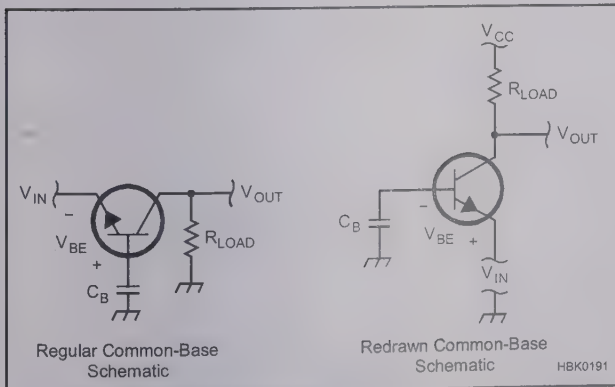 V_IN
−
V_BE
+
C_B
R_LOAD
V_OUT
Regular Common-Base
Schematic
V_CC
R_LOAD
V_OUT
C_B
−
V_BE
+
V_IN
Redrawn Common-Base
Schematic
HBK0191